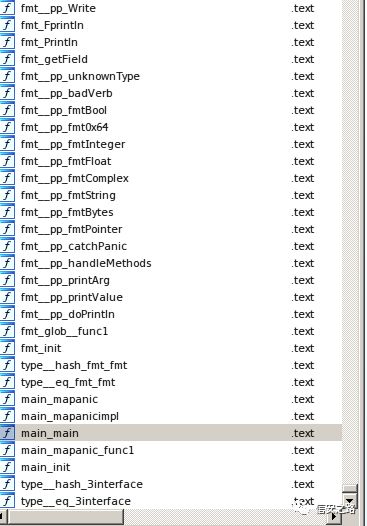 fmt__pp_Write .text
fmt_Fprintln .text
fmt_Println .text
fmt_getField .text
fmt__pp_unknownType .text
fmt__pp_badVerb .text
fmt__pp_fmtBool .text
fmt__pp_fmt0x64 .text
fmt__pp_fmtInteger .text
fmt__pp_fmtFloat .text
fmt__pp_fmtComplex .text
fmt__pp_fmtString .text
fmt__pp_fmtBytes .text
fmt__pp_fmtPointer .text
fmt__pp_catchPanic .text
fmt__pp_handleMethods .text
fmt__pp_printArg .text
fmt__pp_printValue .text
fmt__pp_doPrintln .text
fmt_glob__func1 .text
fmt_init .text
type__hash_fmt_fmt .text
type__eq_fmt_fmt .text
main_mapanic .text
main_mapanicimpl .text
main_main .text
main_mapanic_func1 .text
main_init .text
type__hash_3interface .text
type__eq_3interface .text
信安之路